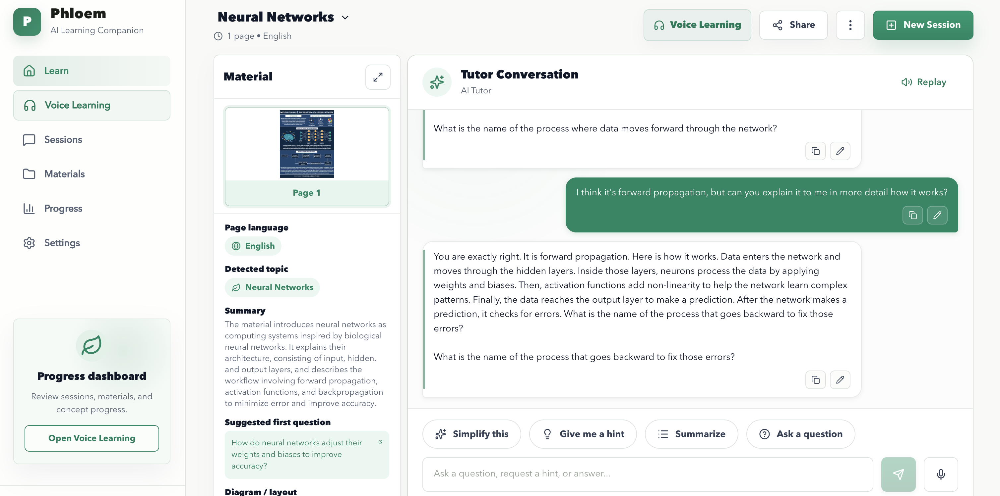 P
Phloem
AI Learning Companion
Learn
Voice Learning
Sessions
Materials
Progress
Settings
Progress dashboard
Review sessions, materials, and
concept progress.
Open Voice Learning
Neural Networks
1 page • English
Voice Learning
Share
New Session
Material
FUTURE SKILLS | THE ANATOMY OF A NEURAL NETWORK
Page 1
Page language
English
Detected topic
Neural Networks
Summary
The material introduces neural networks as
computing systems inspired by biological
neural networks. It explains their
architecture, consisting of input, hidden,
and output layers, and describes the
workflow involving forward propagation,
activation functions, and backpropagation
to minimize error and improve accuracy.
Suggested first question
How do neural networks adjust their
weights and biases to improve
accuracy?
Diagram / layout
Tutor Conversation
AI Tutor
Replay
What is the name of the process where data moves forward through the network?
I think it's forward propagation, but can you explain it to me in more detail how it works?
You are exactly right. It is forward propagation. Here is how it works. Data enters the network and
moves through the hidden layers. Inside those layers, neurons process the data by applying
weights and biases. Then, activation functions add non-linearity to help the network learn complex
patterns. Finally, the data reaches the output layer to make a prediction. After the network makes a
prediction, it checks for errors. What is the name of the process that goes backward to fix those
errors?
What is the name of the process that goes backward to fix those errors?
Simplify this
Give me a hint
Summarize
Ask a question
Ask a question, request a hint, or answer...